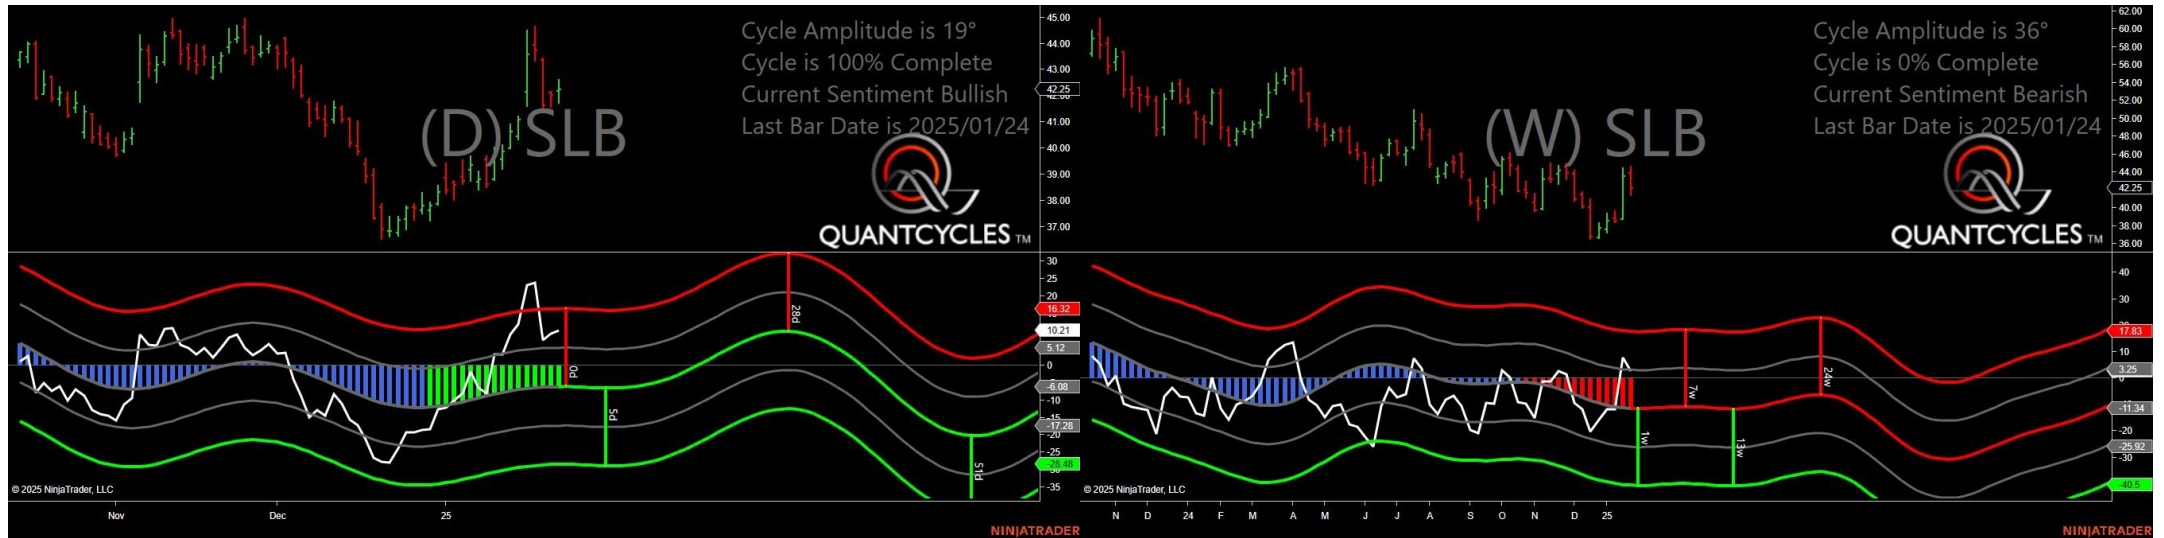 Cycle Amplitude is 19°
Cycle is 100% Complete
Current Sentiment Bullish
Last Bar Date is 2025/01/24
(D) SLB
QUANTCYCLES TM
45.00
44.00
43.00
42.25
42.00
41.00
40.00
39.00
38.00
37.00
30
25
20
16.32
10.21
5.12
0
-6.08
-10
-15
-17.28
-20
-28.48
-30
-35
0d
5d
28d
51d
© 2025 NinjaTrader, LLC
Nov Dec 25
NINJATRADER
Cycle Amplitude is 36°
Cycle is 0% Complete
Current Sentiment Bearish
Last Bar Date is 2025/01/24
(W) SLB
QUANTCYCLES TM
62.00
60.00
58.00
56.00
54.00
52.00
50.00
48.00
46.00
44.00
42.25
40.00
38.00
36.00
40
30
17.83
10
3.25
0
-11.34
-20
-25.92
-30
-40.5
1w
7w
13w
24w
© 2025 NinjaTrader, LLC
N D 24 F M A M J J A S O N D 25
NINJATRADER